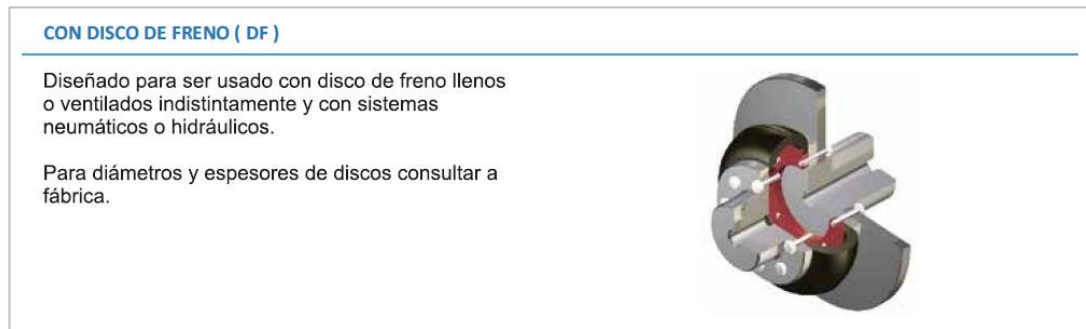 CON DISCO DE FRENO ( DF )
Diseñado para ser usado con disco de freno llenos
o ventilados indistintamente y con sistemas
neumáticos o hidráulicos.
Para diámetros y espesores de discos consultar a
fábrica.